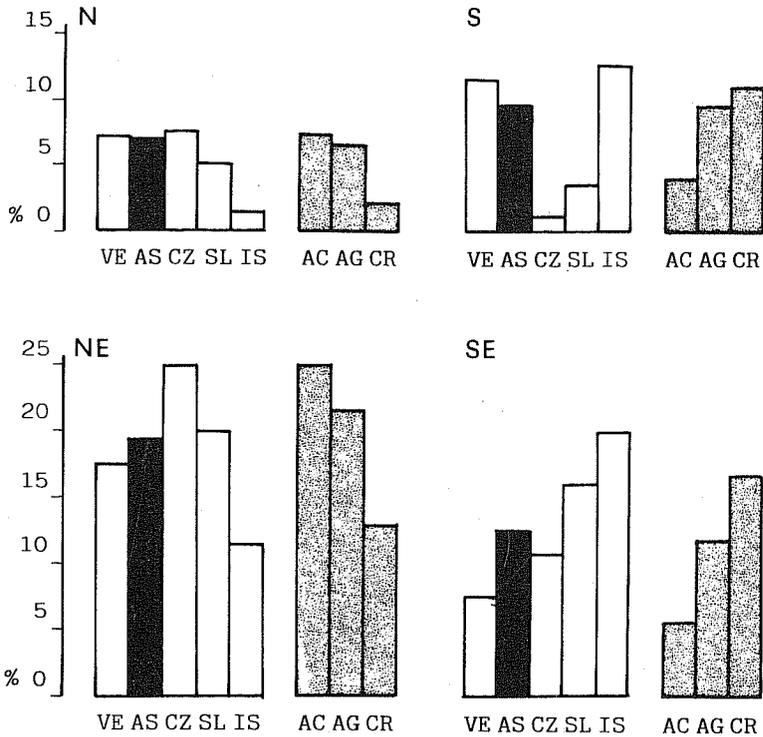 N
S
15
10
5
% 0
VE AS CZ SL IS
AC AG CR
VE AS CZ SL IS
AC AG CR
NE
SE
25
20
15
10
5
% 0
VE AS CZ SL IS
AC AG CR
VE AS CZ SL IS
AC AG CR